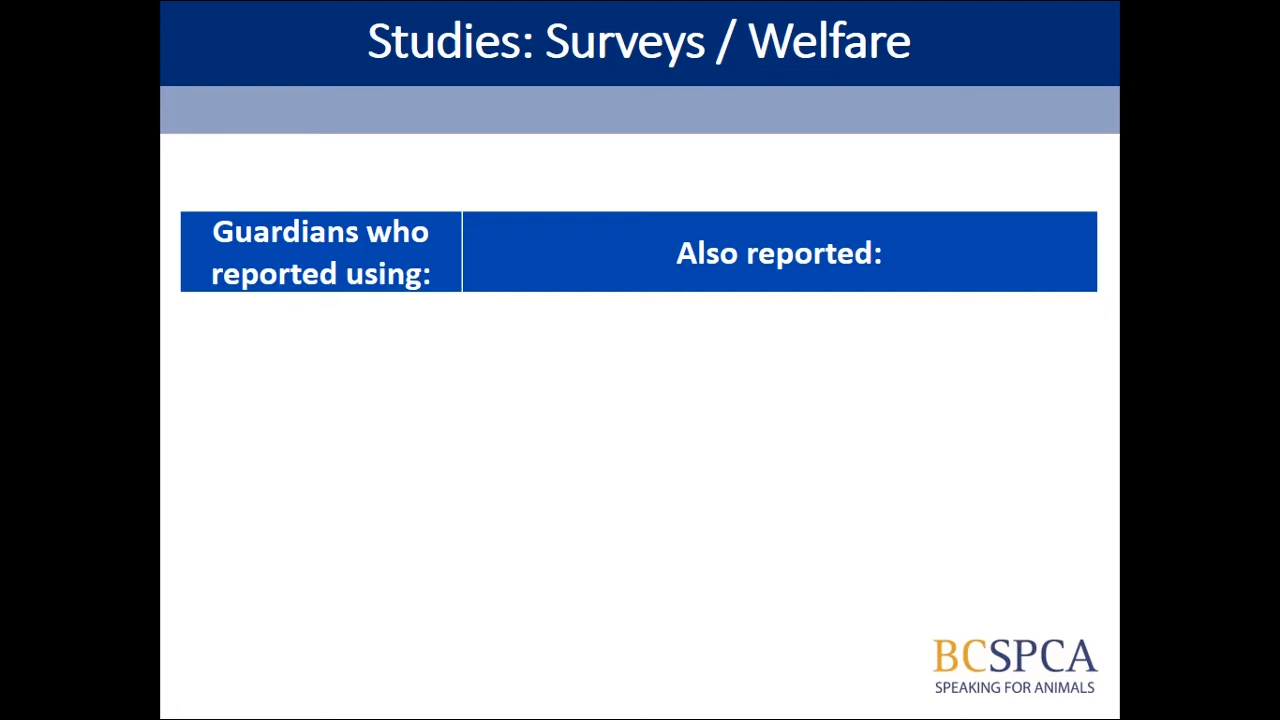 Studies: Surveys / Welfare
Guardians who
reported using:
Also reported:
BCSPCA
SPEAKING FOR ANIMALS